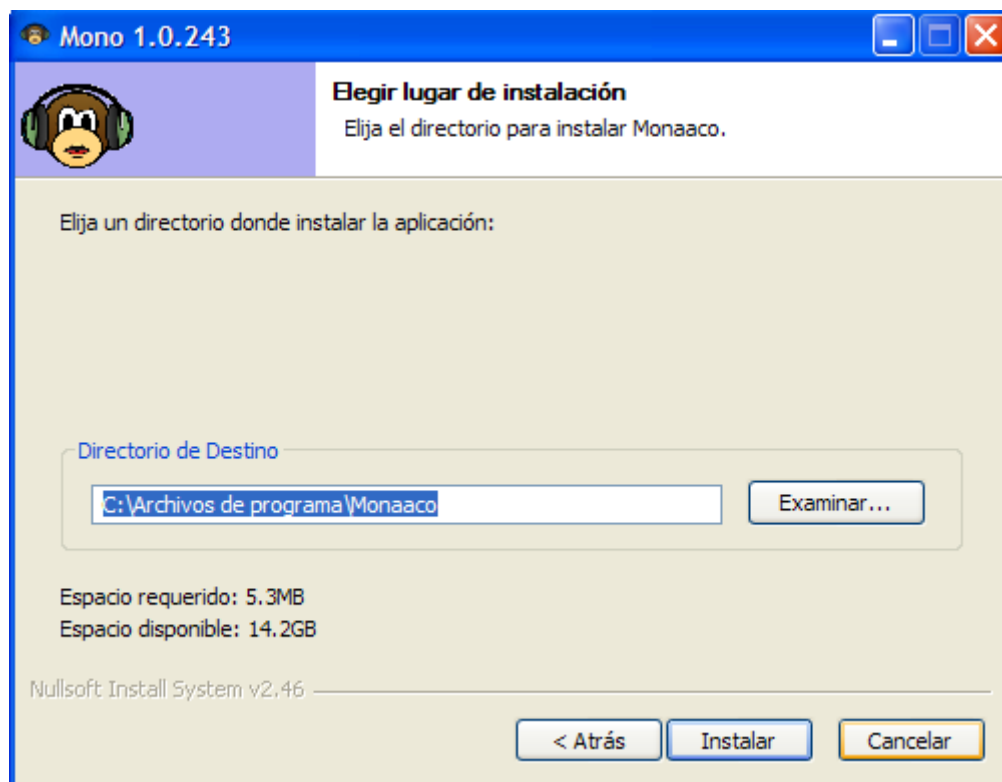 Mono 1.0.243
Elegir lugar de instalación
Elija el directorio para instalar Monaaco.
Elija un directorio donde instalar la aplicación:
Directorio de Destino
C:\Archivos de programa\Monaaco
Examinar...
Espacio requerido: 5.3MB
Espacio disponible: 14.2GB
Nullsoft Install System v2.46
< Atrás
Instalar
Cancelar